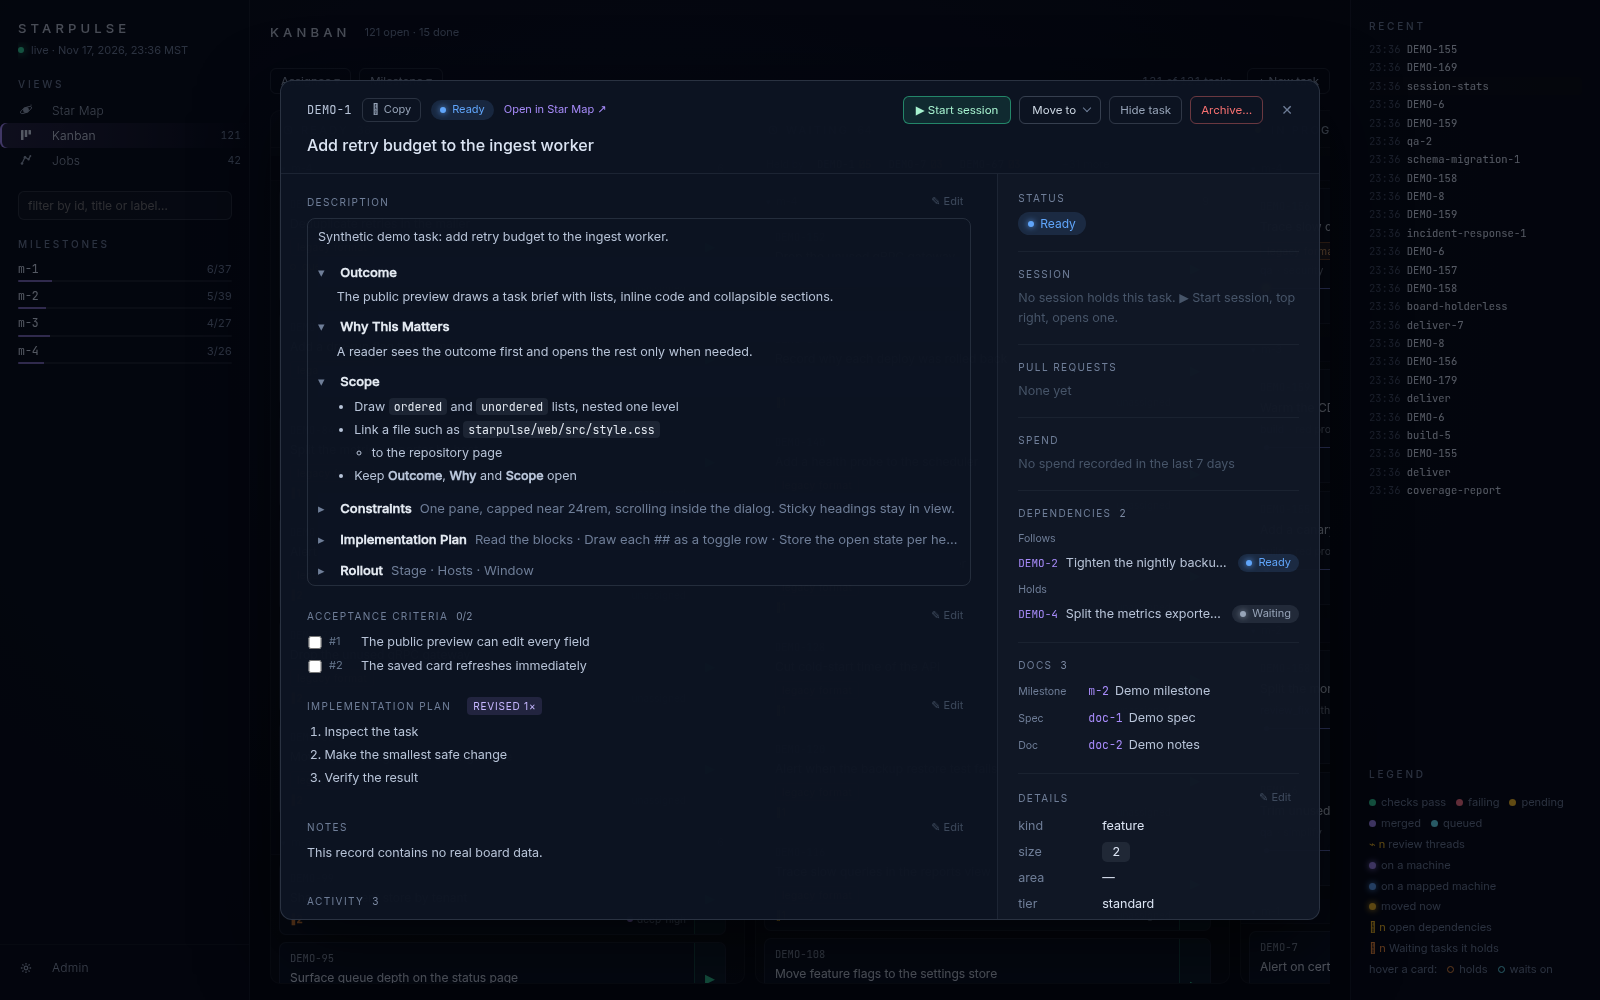 STARPULSE
live · Nov 17, 2026, 23:36 MST
VIEWS
Star Map
Kanban 121
Jobs 42
filter by id, title or label...
MILESTONES
m-1 6/37
m-2 5/39
m-3 4/27
m-4 3/26
Admin
KANBAN 121 open · 15 done
DEMO-1 Copy Ready Open in Star Map ↗ ▶ Start session Move to Hide task Archive... ✕
Add retry budget to the ingest worker
DESCRIPTION ✎ Edit
Synthetic demo task: add retry budget to the ingest worker.
▾ Outcome
The public preview draws a task brief with lists, inline code and collapsible sections.
▾ Why This Matters
A reader sees the outcome first and opens the rest only when needed.
▾ Scope
• Draw ordered and unordered lists, nested one level
• Link a file such as starpulse/web/src/style.css
◦ to the repository page
• Keep Outcome, Why and Scope open
▸ Constraints One pane, capped near 24rem, scrolling inside the dialog. Sticky headings stay in view.
▸ Implementation Plan Read the blocks · Draw each ## as a toggle row · Store the open state per he...
▸ Rollout Stage · Hosts · Window
ACCEPTANCE CRITERIA 0/2 ✎ Edit
#1 The public preview can edit every field
#2 The saved card refreshes immediately
IMPLEMENTATION PLAN REVISED 1× ✎ Edit
1. Inspect the task
2. Make the smallest safe change
3. Verify the result
NOTES ✎ Edit
This record contains no real board data.
ACTIVITY 3
STATUS
Ready
SESSION
No session holds this task. ▶ Start session, top
right, opens one.
PULL REQUESTS
None yet
SPEND
No spend recorded in the last 7 days
DEPENDENCIES 2
Follows
DEMO-2 Tighten the nightly backu... Ready
Holds
DEMO-4 Split the metrics exporte... Waiting
DOCS 3
Milestone m-2 Demo milestone
Spec doc-1 Demo spec
Doc doc-2 Demo notes
DETAILS ✎ Edit
kind feature
size 2
area —
tier standard
DEMO-95
Surface queue depth on the status page
DEMO-108
Move feature flags to the settings store
DEMO-7
Alert on cert
RECENT
23:36 DEMO-155
23:36 DEMO-169
23:36 session-stats
23:36 DEMO-6
23:36 DEMO-159
23:36 qa-2
23:36 schema-migration-1
23:36 DEMO-158
23:36 DEMO-8
23:36 DEMO-159
23:36 incident-response-1
23:36 DEMO-6
23:36 DEMO-157
23:36 DEMO-158
23:36 board-holderless
23:36 deliver-7
23:36 DEMO-8
23:36 DEMO-156
23:36 DEMO-179
23:36 deliver
23:36 DEMO-6
23:36 build-5
23:36 DEMO-155
23:36 deliver
23:36 coverage-report
LEGEND
checks pass failing pending
merged queued
n review threads
on a machine
on a mapped machine
moved now
n open dependencies
n Waiting tasks it holds
hover a card: holds waits on